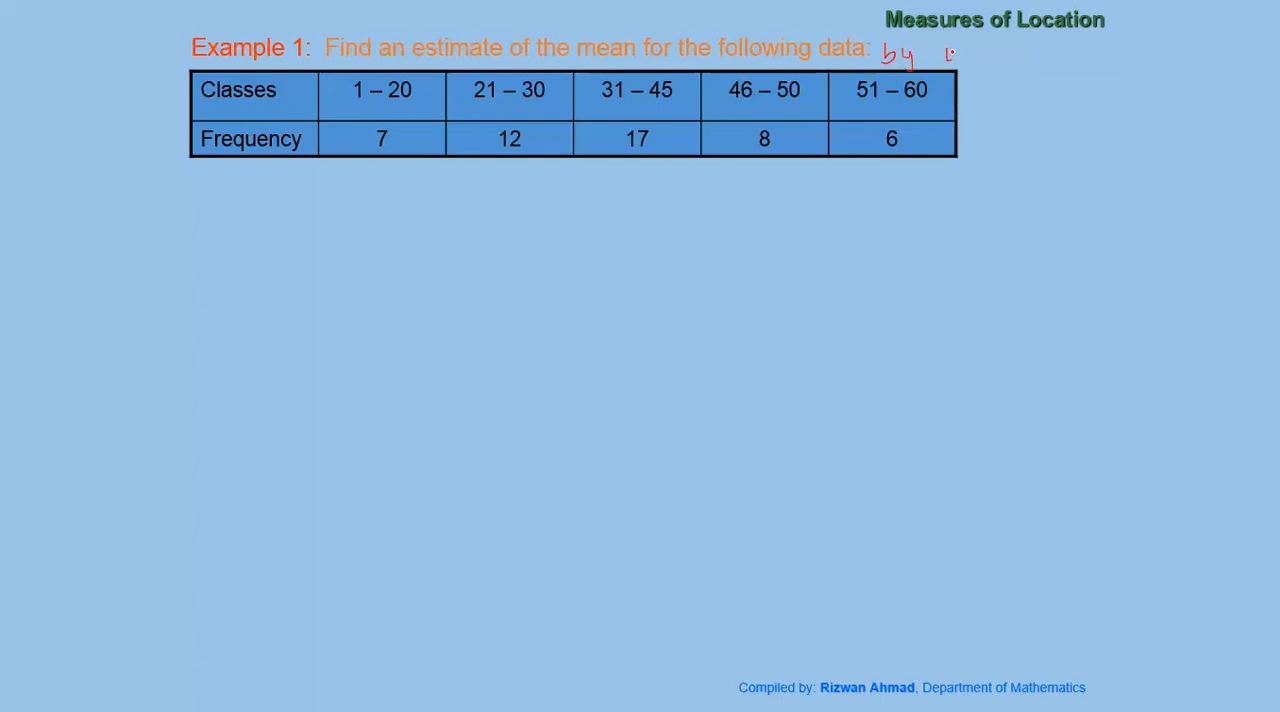 Measures of Location
Example 1: Find an estimate of the mean for the following data: by
Classes 1 – 20 21 – 30 31 – 45 46 – 50 51 – 60
Frequency 7 12 17 8 6
Compiled by: Rizwan Ahmad, Department of Mathematics